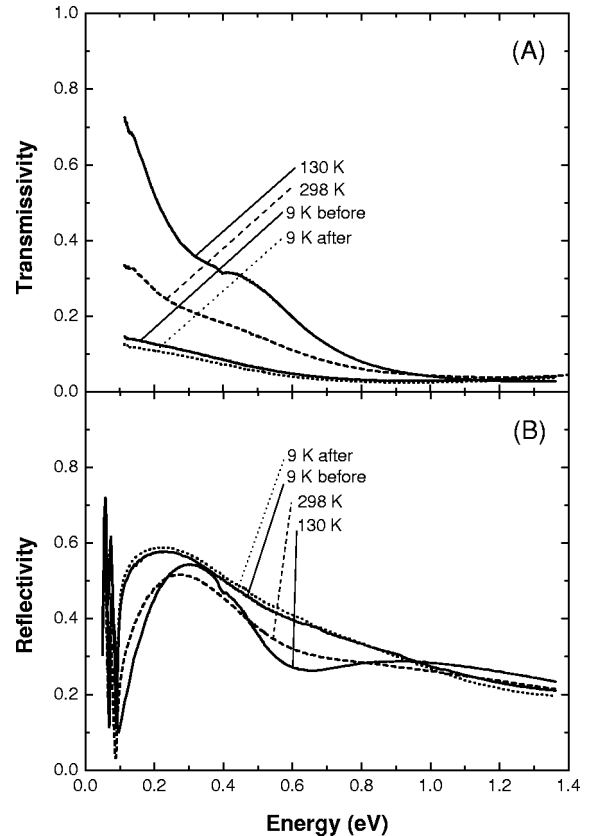 1.0
(A)
0.8
0.6
Transmissivity
130 K
298 K
9 K before
0.4
9 K after
0.2
0.0
(B)
0.8
9 K after
9 K before
298 K
0.6
130 K
Reflectivity
0.4
0.2
0.0
0.0 0.2 0.4 0.6 0.8 1.0 1.2 1.4
Energy (eV)